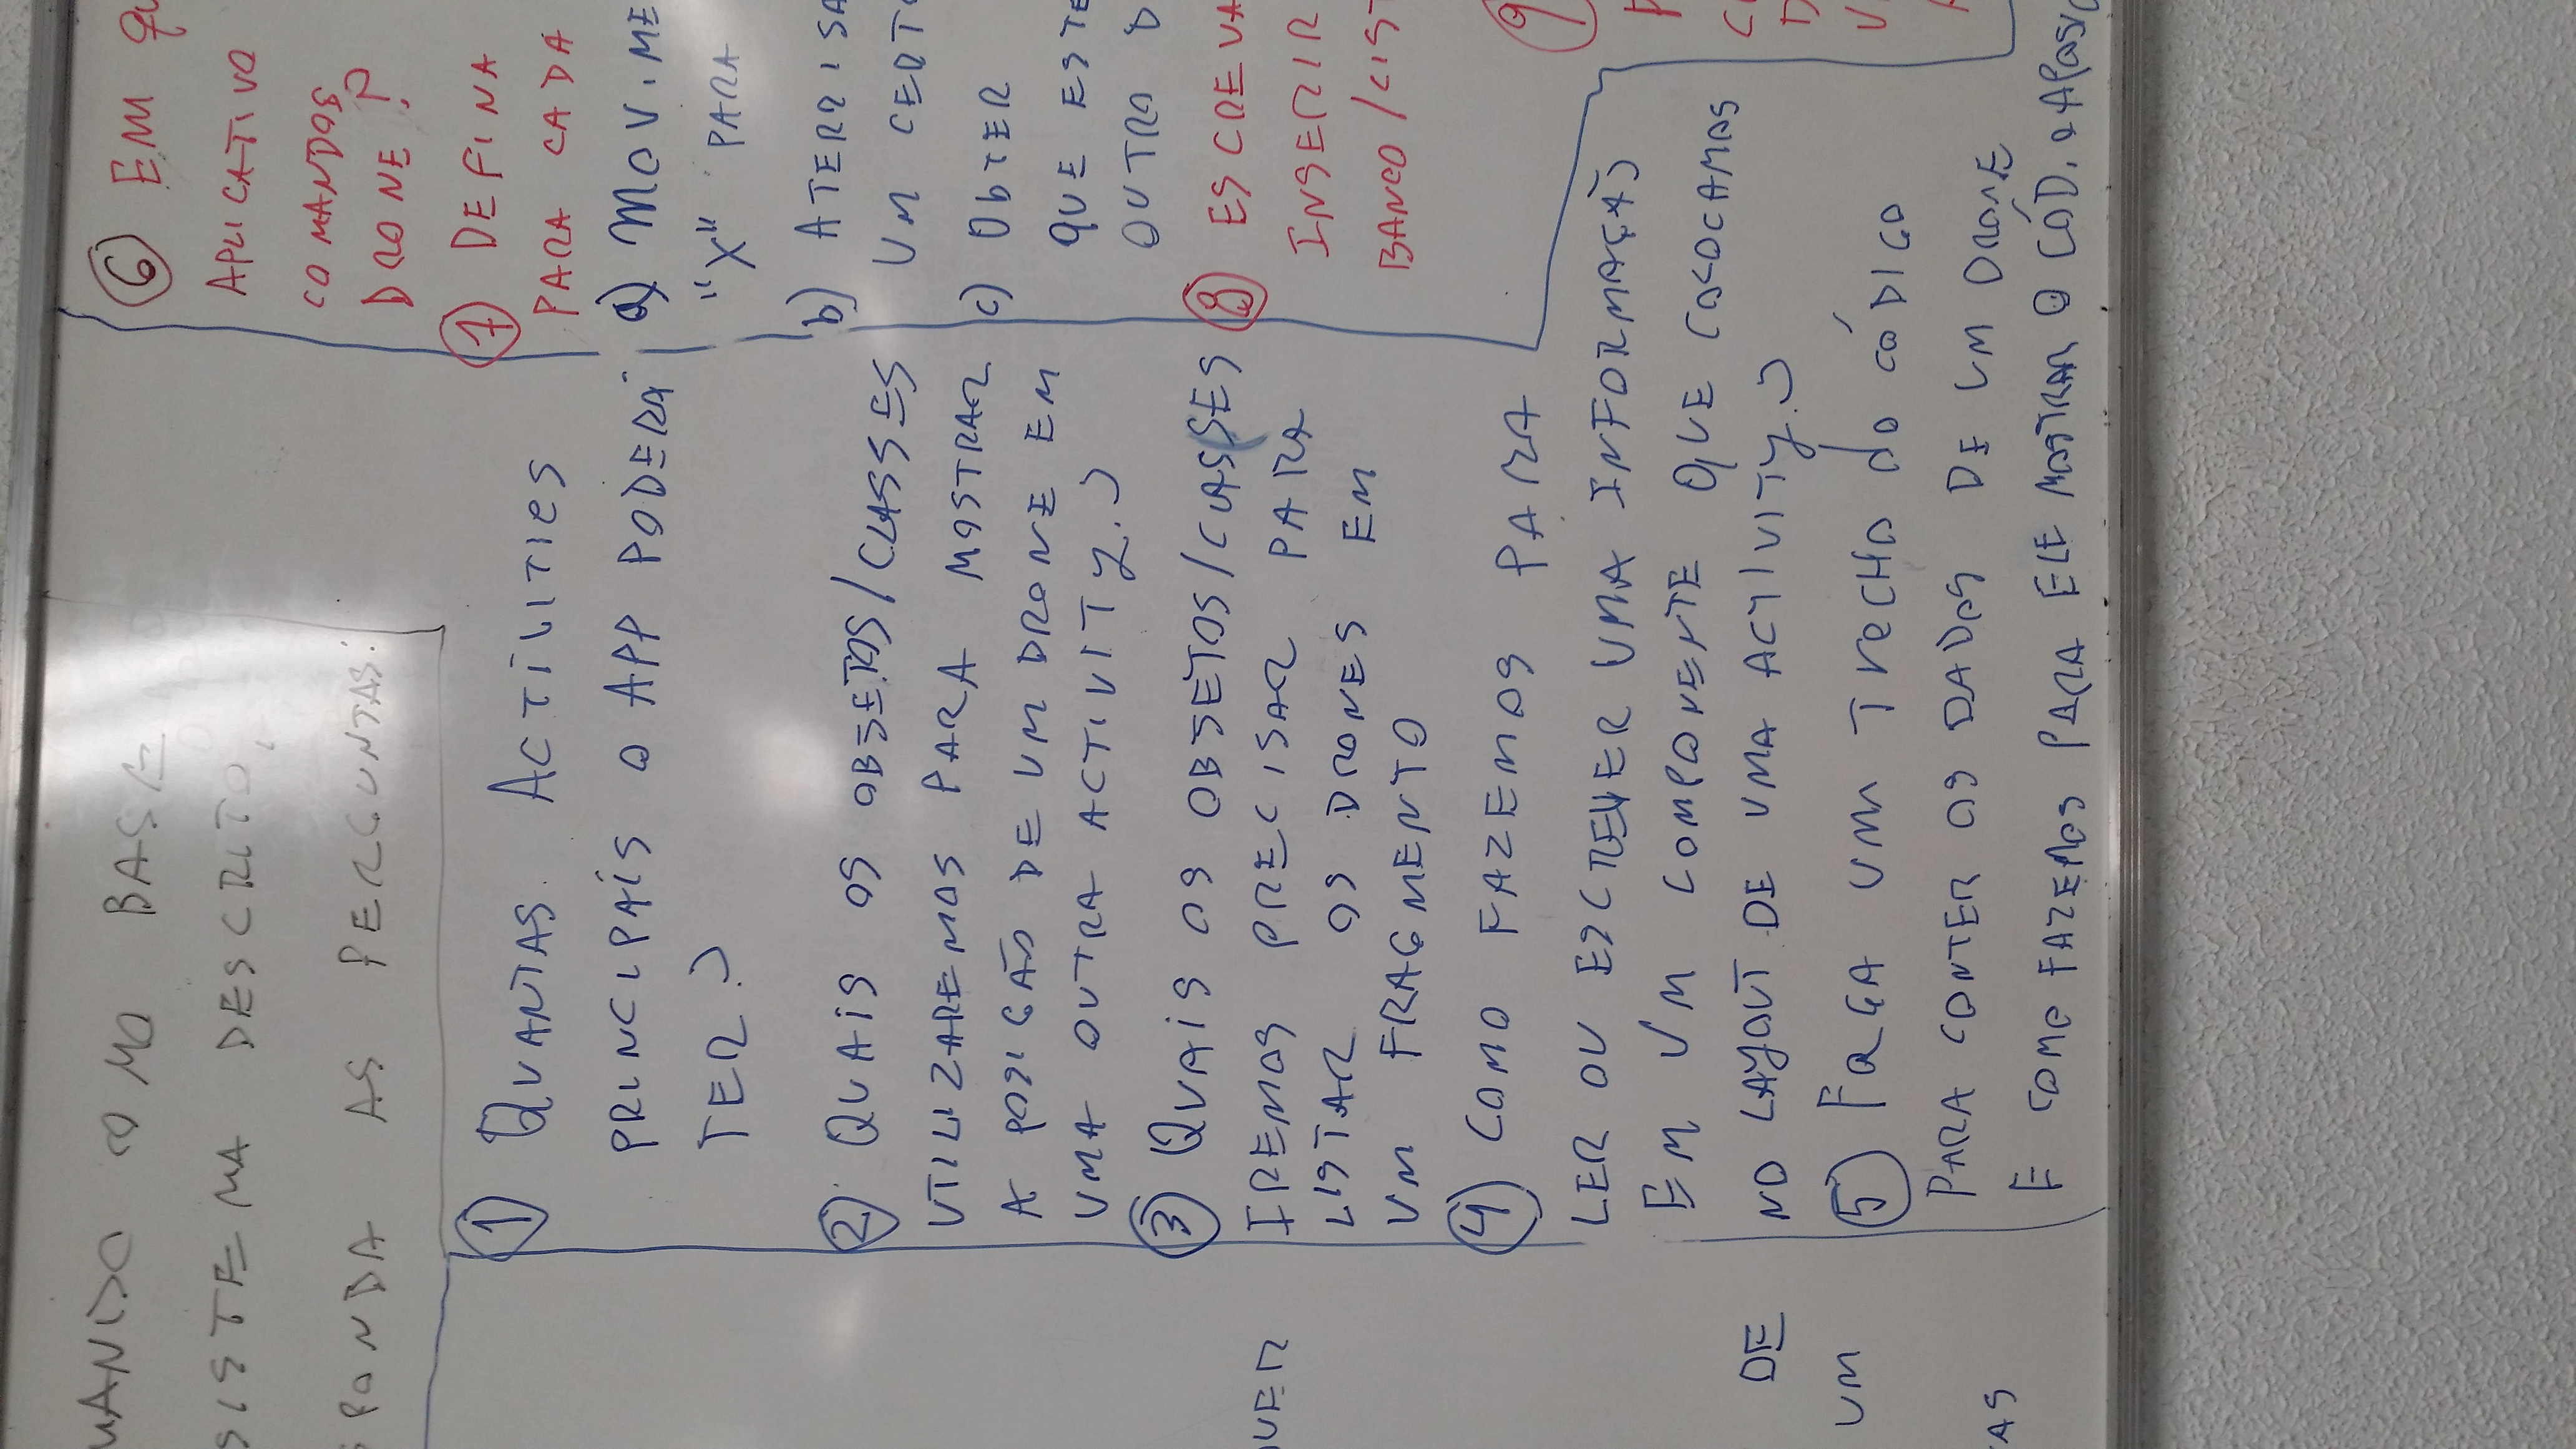 MANDO COMO BASE
SISTEMA DESCRITO,
SPONDA AS PERGUNTAS:
1 QUANTAS ACTIVITIES
PRINCIPAIS O APP PODERÁ
TER?
2 QUAIS OS OBJETOS/CLASSES
UTILIZAREMOS PARA MOSTRAR
A POSIÇÃO DE UM DRONE EM
UMA OUTRA ACTIVITY?
3 QUAIS OS OBJETOS/CLASSES
IREMOS PRECISAR PARA
LISTAR OS DRONES EM
UM FRAGMENTO
4 COMO FAZEMOS PARA
LER OU ESCREVER UMA INFORMAÇÃO
EM UM COMPONENTE QUE COLOCAMOS
NO LAYOUT DE UMA ACTIVITY?
5 FAÇA UM TRECHO DO CÓDIGO
PARA CONTER OS DADOS DE UM DRONE
E COMO FAZEMOS PARA ELE MOSTRAR O CÓD. e APOSIÇ
UER
DE
UM
AS
6 EM QU
APLICATIVO
COMANDOS
DRONE?
7 DEFINA
PARA CADA
a) MOVIME
"X" PARA
b) ATERRISA
UM CERTO
c) OBTER
QUE ESTE
OUTRO D
8 ESCREVA
INSERIR
BANCO/LIST
9